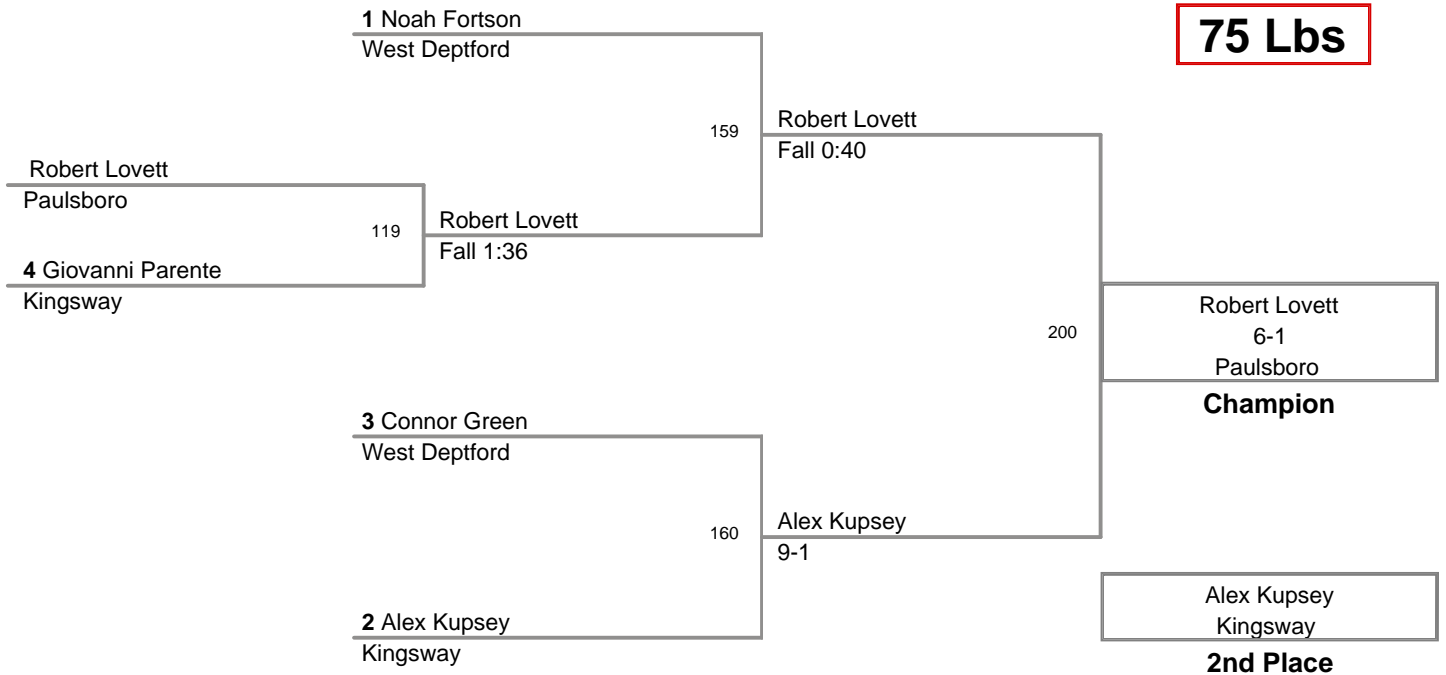 1 Noah Fortson
West Deptford
75 Lbs
159
Robert Lovett
Fall 0:40
Robert Lovett
Paulsboro
119
Robert Lovett
Fall 1:36
4 Giovanni Parente
Kingsway
200
Robert Lovett
6-1
Paulsboro
Champion
3 Connor Green
West Deptford
160
Alex Kupsey
9-1
2 Alex Kupsey
Kingsway
Alex Kupsey
Kingsway
2nd Place